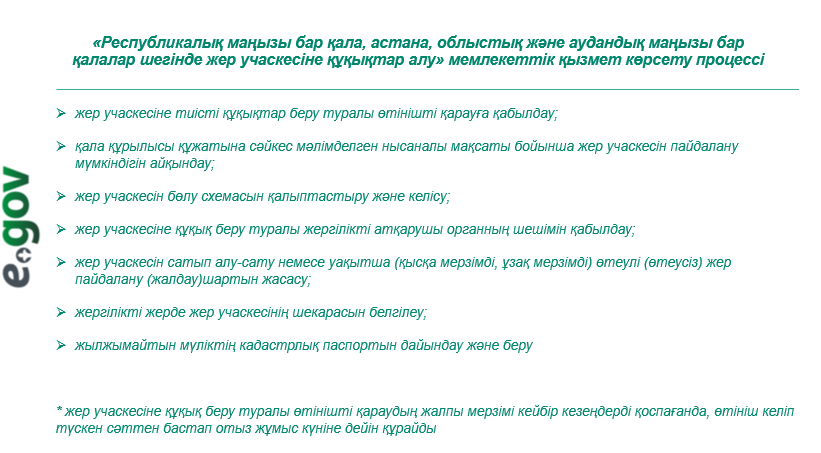 «Республикалық маңызы бар қала, астана, облыстық және аудандық маңызы бар
қалалар шегінде жер учаскесіне құқықтар алу» мемлекеттік қызмет көрсету процессі
➢ жер учаскесіне тиісті құқықтар беру туралы өтінішті қарауға қабылдау;
➢ қала құрылысы құжатына сәйкес мәлімделген нысаналы мақсаты бойынша жер учаскесін пайдалану
мүмкіндігін айқындау;
➢ жер учаскесін бөлу схемасын қалыптастыру және келісу;
➢ жер учаскесіне құқық беру туралы жергілікті атқарушы органның шешімін қабылдау;
➢ жер учаскесін сатып алу-сату немесе уақытша (қысқа мерзімді, ұзақ мерзімді) өтеулі (өтеусіз) жер
пайдалану (жалдау)шартын жасасу;
➢ жергілікті жерде жер учаскесінің шекарасын белгілеу;
➢ жылжымайтын мүліктің кадастрлық паспортын дайындау және беру
* жер учаскесіне құқық беру туралы өтінішті қараудың жалпы мерзімі кейбір кезеңдерді қоспағанда, өтініш келіп
түскен сәттен бастап отыз жұмыс күніне дейін құрайды
egov